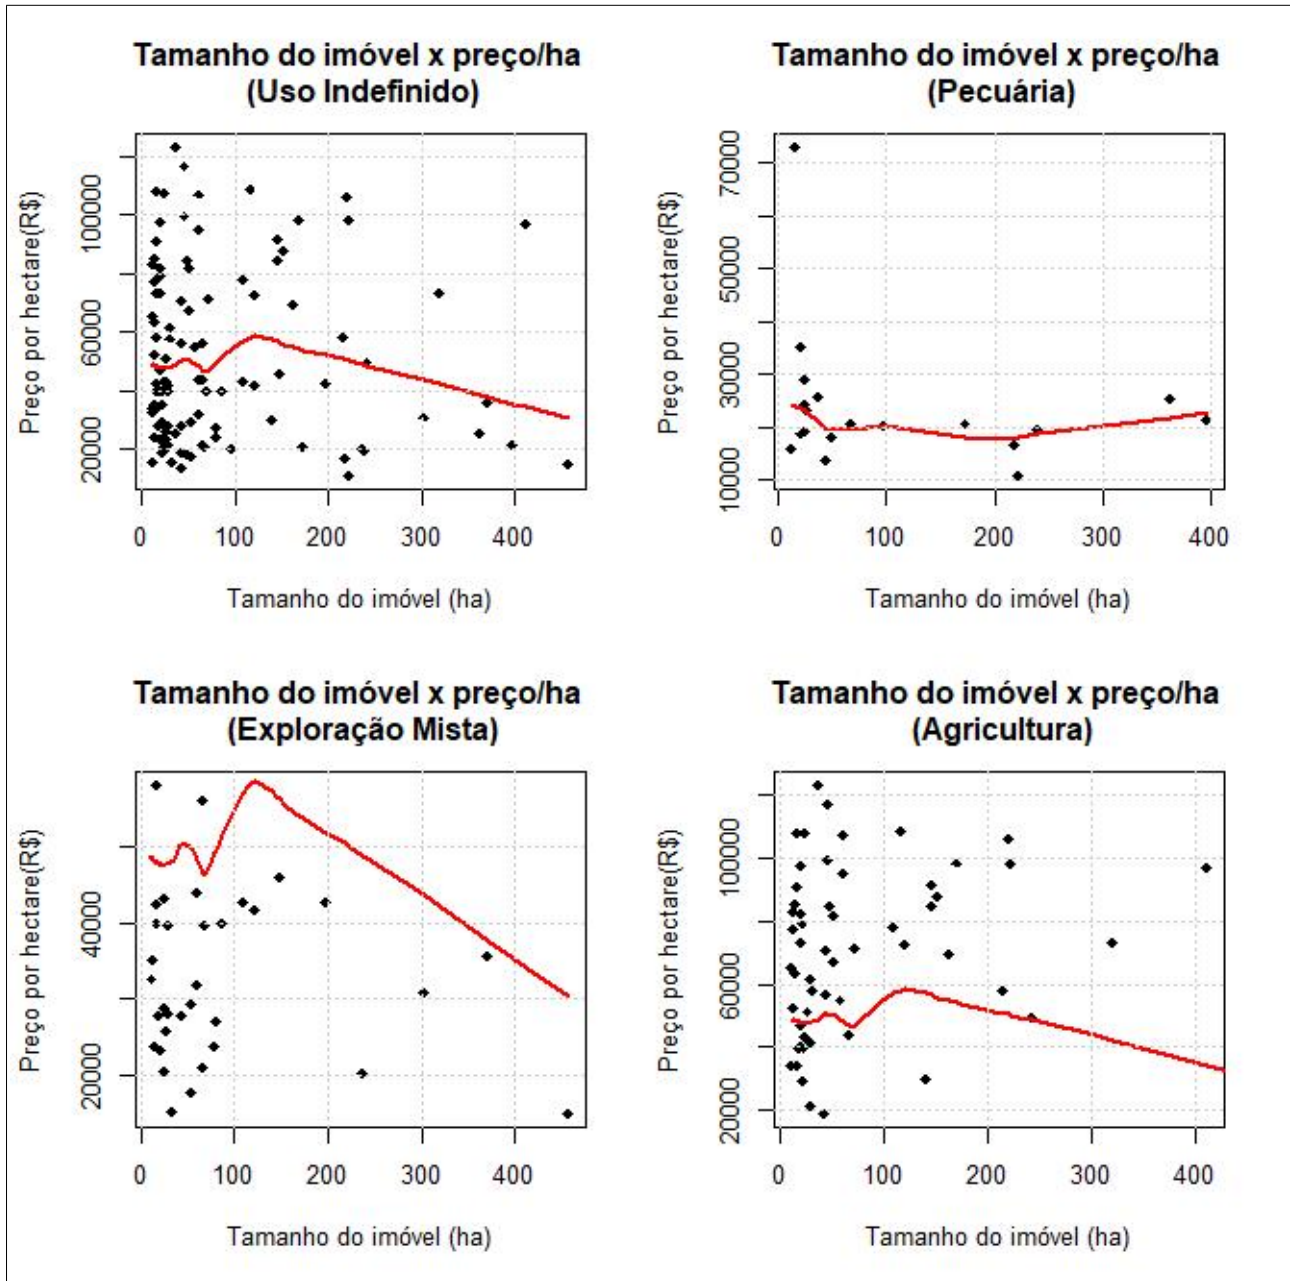 Tamanho do imóvel x preço/ha
(Uso Indefinido)
Preço por hectare(R$)
20000
60000
100000
0 100 200 300 400
Tamanho do imóvel (ha)
Tamanho do imóvel x preço/ha
(Pecuária)
Preço por hectare(R$)
10000
30000
50000
70000
0 100 200 300 400
Tamanho do imóvel (ha)
Tamanho do imóvel x preço/ha
(Exploração Mista)
Preço por hectare(R$)
20000
40000
0 100 200 300 400
Tamanho do imóvel (ha)
Tamanho do imóvel x preço/ha
(Agricultura)
Preço por hectare(R$)
20000
60000
100000
0 100 200 300 400
Tamanho do imóvel (ha)